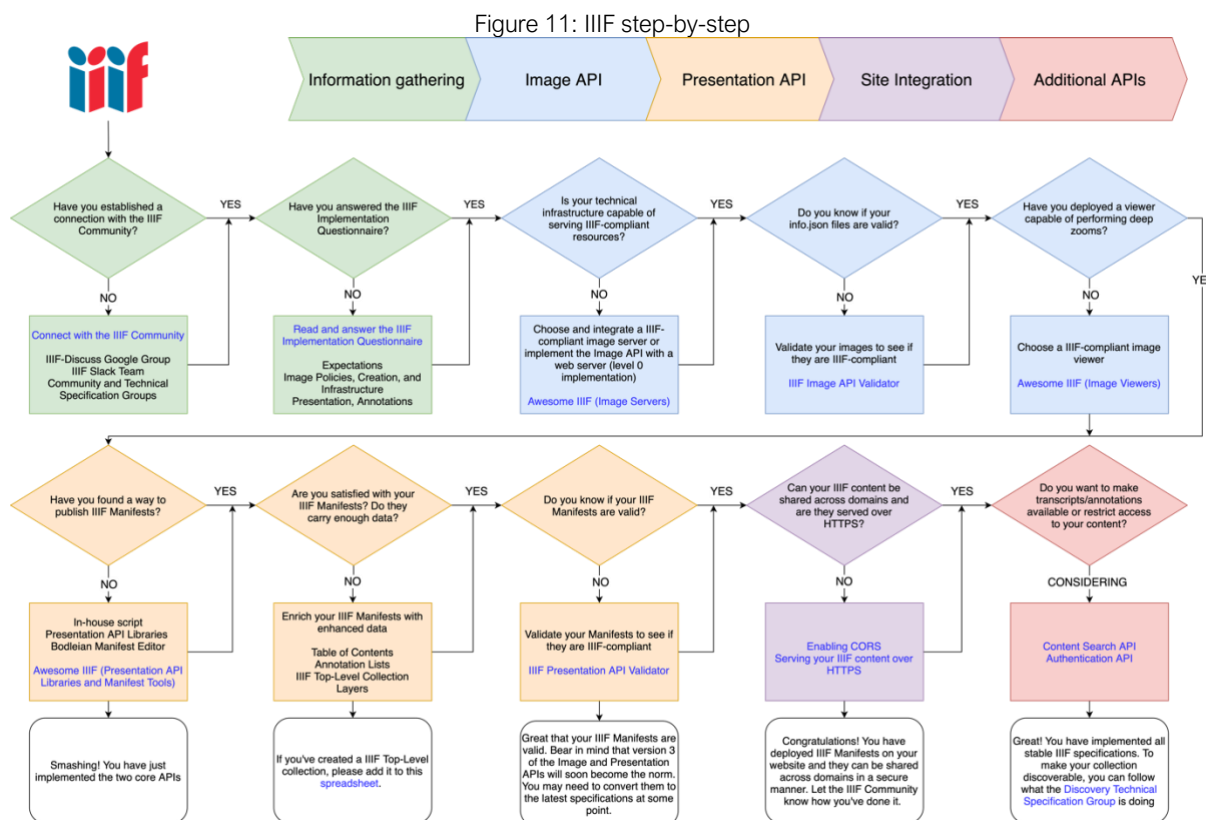 Figure 11: IIIF step-by-step
iiif
Information gathering
Image API
Presentation API
Site Integration
Additional APIs
Have you established a
connection with the IIIF
Community?
YES
NO
Connect with the IIIF Community
IIIF-Discuss Google Group
IIIF Slack Team
Community and Technical
Specification Groups
Have you answered the IIIF
Implementation
Questionnaire?
YES
NO
Read and answer the IIIF
Implementation Questionnaire
Expectations
Image Policies, Creation, and
Infrastructure
Presentation, Annotations
Is your technical
infrastructure capable of
serving IIIF-compliant
resources?
YES
NO
Choose and integrate a IIIF-
compliant image server or
implement the Image API with a
web server (level 0
implementation)
Awesome IIIF (Image Servers)
Do you know if your
info.json files are valid?
YES
NO
Validate your images to see if
they are IIIF-compliant
IIIF Image API Validator
Have you deployed a viewer
capable of performing deep
zooms?
YE
NO
Choose a IIIF-compliant image
viewer
Awesome IIIF (Image Viewers)
Have you found a way to
publish IIIF Manifests?
YES
NO
In-house script
Presentation API Libraries
Bodleian Manifest Editor
Awesome IIIF (Presentation API
Libraries and Manifest Tools)
Smashing! You have just
implemented the two core APIs
Are you satisfied with your
IIIF Manifests? Do they
carry enough data?
YES
NO
Enrich your IIIF Manifests with
enhanced data
Table of Contents
Annotation Lists
IIIF Top-Level Collection
Layers
If you've created a IIIF Top-Level
collection, please add it to this
spreadsheet.
Do you know if your IIIF
Manifests are valid?
YES
NO
Validate your Manifests to see if
they are IIIF-compliant
IIIF Presentation API Validator
Great that your IIIF Manifests are
valid. Bear in mind that version 3
of the Image and Presentation
APIs will soon become the norm.
You may need to convert them to
the latest specifications at some
point.
Can your IIIF content be
shared across domains and
are they served over
HTTPS?
YES
NO
Enabling CORS
Serving your IIIF content over
HTTPS
Congratulations! You have
deployed IIIF Manifests on your
website and they can be shared
across domains in a secure
manner. Let the IIIF Community
know how you've done it.
Do you want to make
transcripts/annotations
available or restrict access
to your content?
CONSIDERING
Content Search API
Authentication API
Great! You have implemented all
stable IIIF specifications. To
make your collection
discoverable, you can follow
what the Discovery Technical
Specification Group is doing